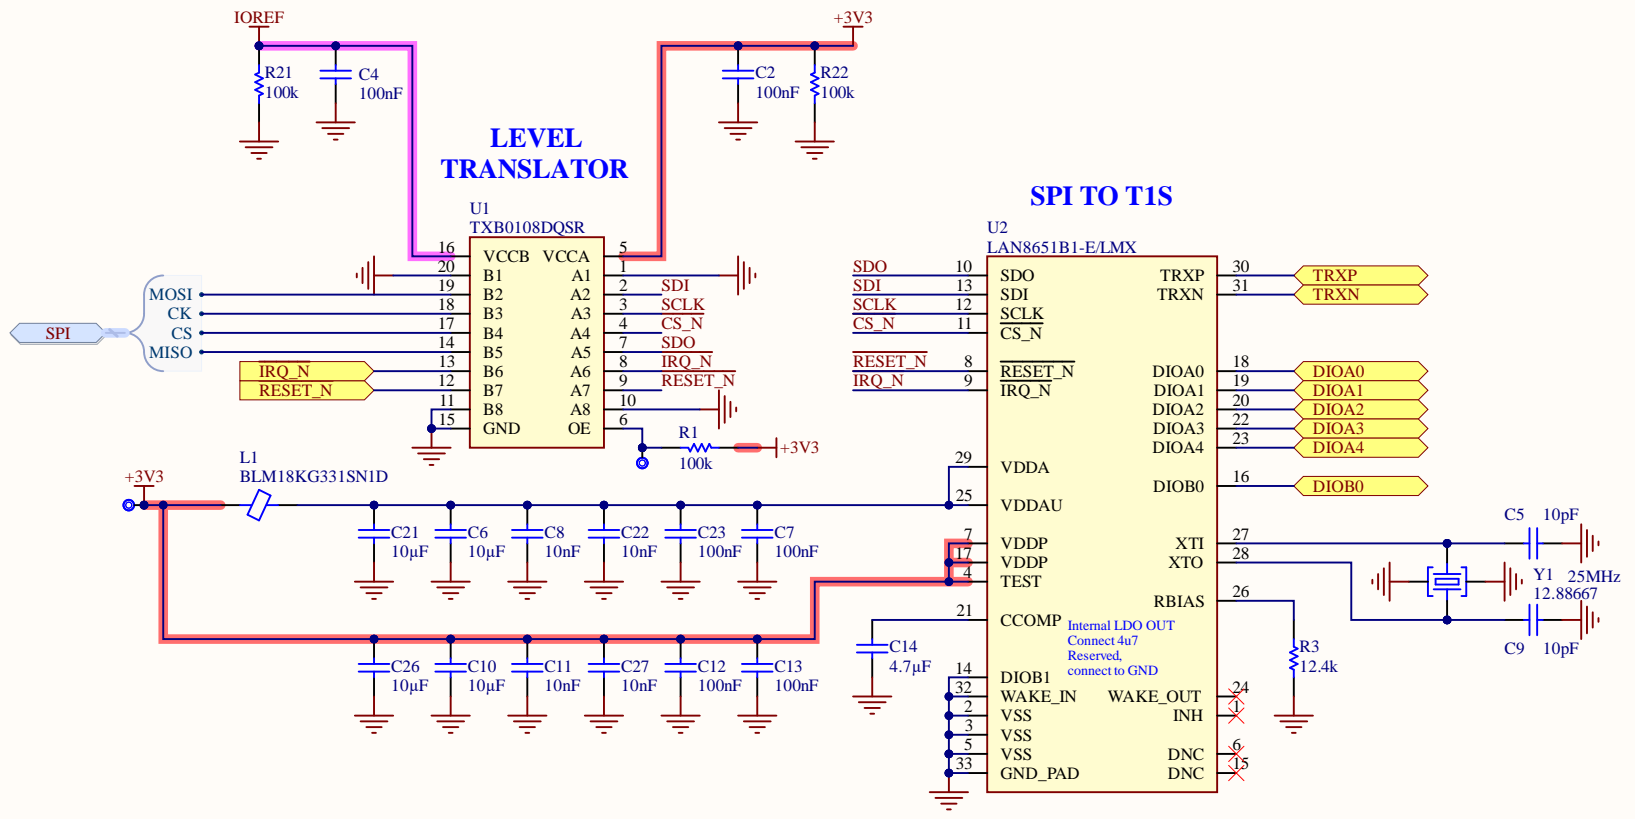 IOREF
+3V3
R21
100k
C4
100nF
C2
100nF
R22
100k
LEVEL
TRANSLATOR
U1
TXB0108DQSR
16 VCCB VCCA 5
20 B1 A1 1
19 B2 A2 2 SDI
18 B3 A3 3 SCLK
17 B4 A4 4 CS_N
14 B5 A5 7 SDO
13 B6 A6 8 IRQ_N
12 B7 A7 9 RESET_N
11 B8 A8 10
15 GND OE 6
SPI
MOSI
CK
CS
MISO
IRQ_N
RESET_N
R1
100k
+3V3
SPI TO T1S
U2
LAN8651B1-E/LMX
SDO 10 SDO
SDI 13 SDI
SCLK 12 SCLK
CS_N 11 CS_N
RESET_N 8 RESET_N
IRQ_N 9 IRQ_N
29 VDDA
25 VDDAU
7 VDDP
17 VDDP
4 TEST
21 CCOMP
Internal LDO OUT
Connect 4u7
Reserved,
connect to GND
14 DIOB1
32 WAKE_IN
2 VSS
3 VSS
5 VSS
33 GND_PAD
TRXP 30 TRXP
TRXN 31 TRXN
DIOA0 18 DIOA0
DIOA1 19 DIOA1
DIOA2 20 DIOA2
DIOA3 22 DIOA3
DIOA4 23 DIOA4
DIOB0 16 DIOB0
XTI 27
XTO 28
RBIAS 26
WAKE_OUT 24
INH 1
DNC 6
DNC 15
C5 10pF
Y1 25MHz
12.88667
C9 10pF
R3
12.4k
+3V3
L1
BLM18KG331SN1D
C21
10µF
C6
10µF
C8
10nF
C22
10nF
C23
100nF
C7
100nF
C26
10µF
C10
10µF
C11
10nF
C27
10nF
C12
100nF
C13
100nF
C14
4.7µF